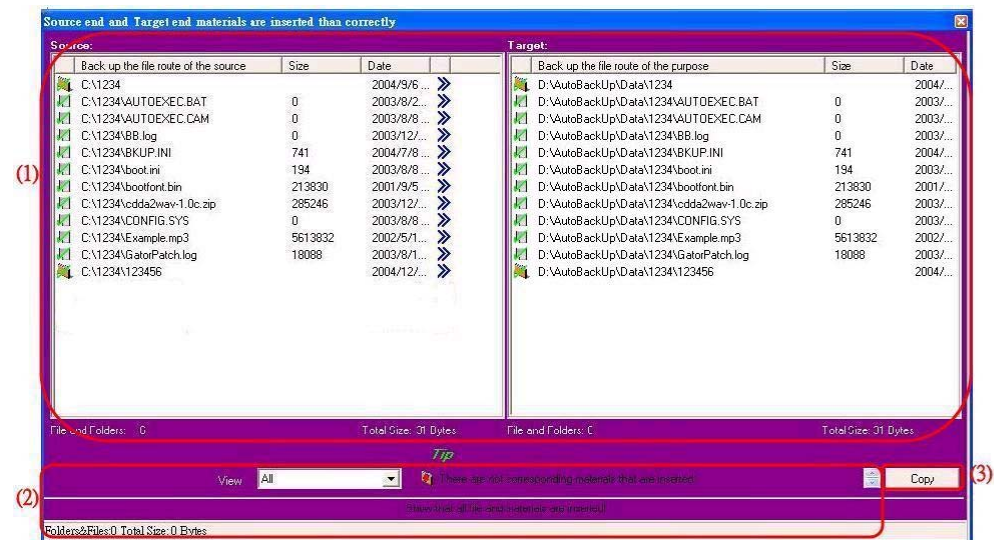 Source end and Target end materials are inserted than correctly
Source: Target:
Back up the file route of the source Size Date Back up the file route of the purpose Size Date
C:\1234 2004/9/6 ... D:\AutoBackUp\Data\1234 2004/...
C:\1234\AUTOEXEC.BAT 0 2003/8/2... D:\AutoBackUp\Data\1234\AUTOEXEC.BAT 0 2003/...
C:\1234\AUTOEXEC.CAM 0 2003/8/8 ... D:\AutoBackUp\Data\1234\AUTOEXEC.CAM 0 2003/...
C:\1234\BB.log 0 2003/12/... D:\AutoBackUp\Data\1234\BB.log 0 2003/...
C:\1234\BKUP.INI 741 2004/7/8 ... D:\AutoBackUp\Data\1234\BKUP.INI 741 2004/...
(1) C:\1234\boot.ini 194 2003/8/8 ... D:\AutoBackUp\Data\1234\boot.ini 194 2003/...
C:\1234\bootfont.bin 213830 2001/9/5 ... D:\AutoBackUp\Data\1234\bootfont.bin 213830 2001/...
C:\1234\cdda2wav-1.0c.zip 285246 2003/12/... D:\AutoBackUp\Data\1234\cdda2wav-1.0c.zip 285246 2003/...
C:\1234\CONFIG.SYS 0 2003/8/8 ... D:\AutoBackUp\Data\1234\CONFIG.SYS 0 2003/...
C:\1234\Example.mp3 5613832 2002/5/1... D:\AutoBackUp\Data\1234\Example.mp3 5613832 2002/...
C:\1234\GatorPatch.log 18088 2003/8/1... D:\AutoBackUp\Data\1234\GatorPatch.log 18088 2003/...
C:\1234\123456 2004/12/... D:\AutoBackUp\Data\1234\123456 2004/...
File and Folders: Total Size: 31 Bytes File and Folders: Total Size: 31 Bytes
Tip
View All There are not corresponding materials that are inserted Copy (3)
(2) Show that all file and materials are inserted!
Folders&Files:0 Total Size: 0 Bytes